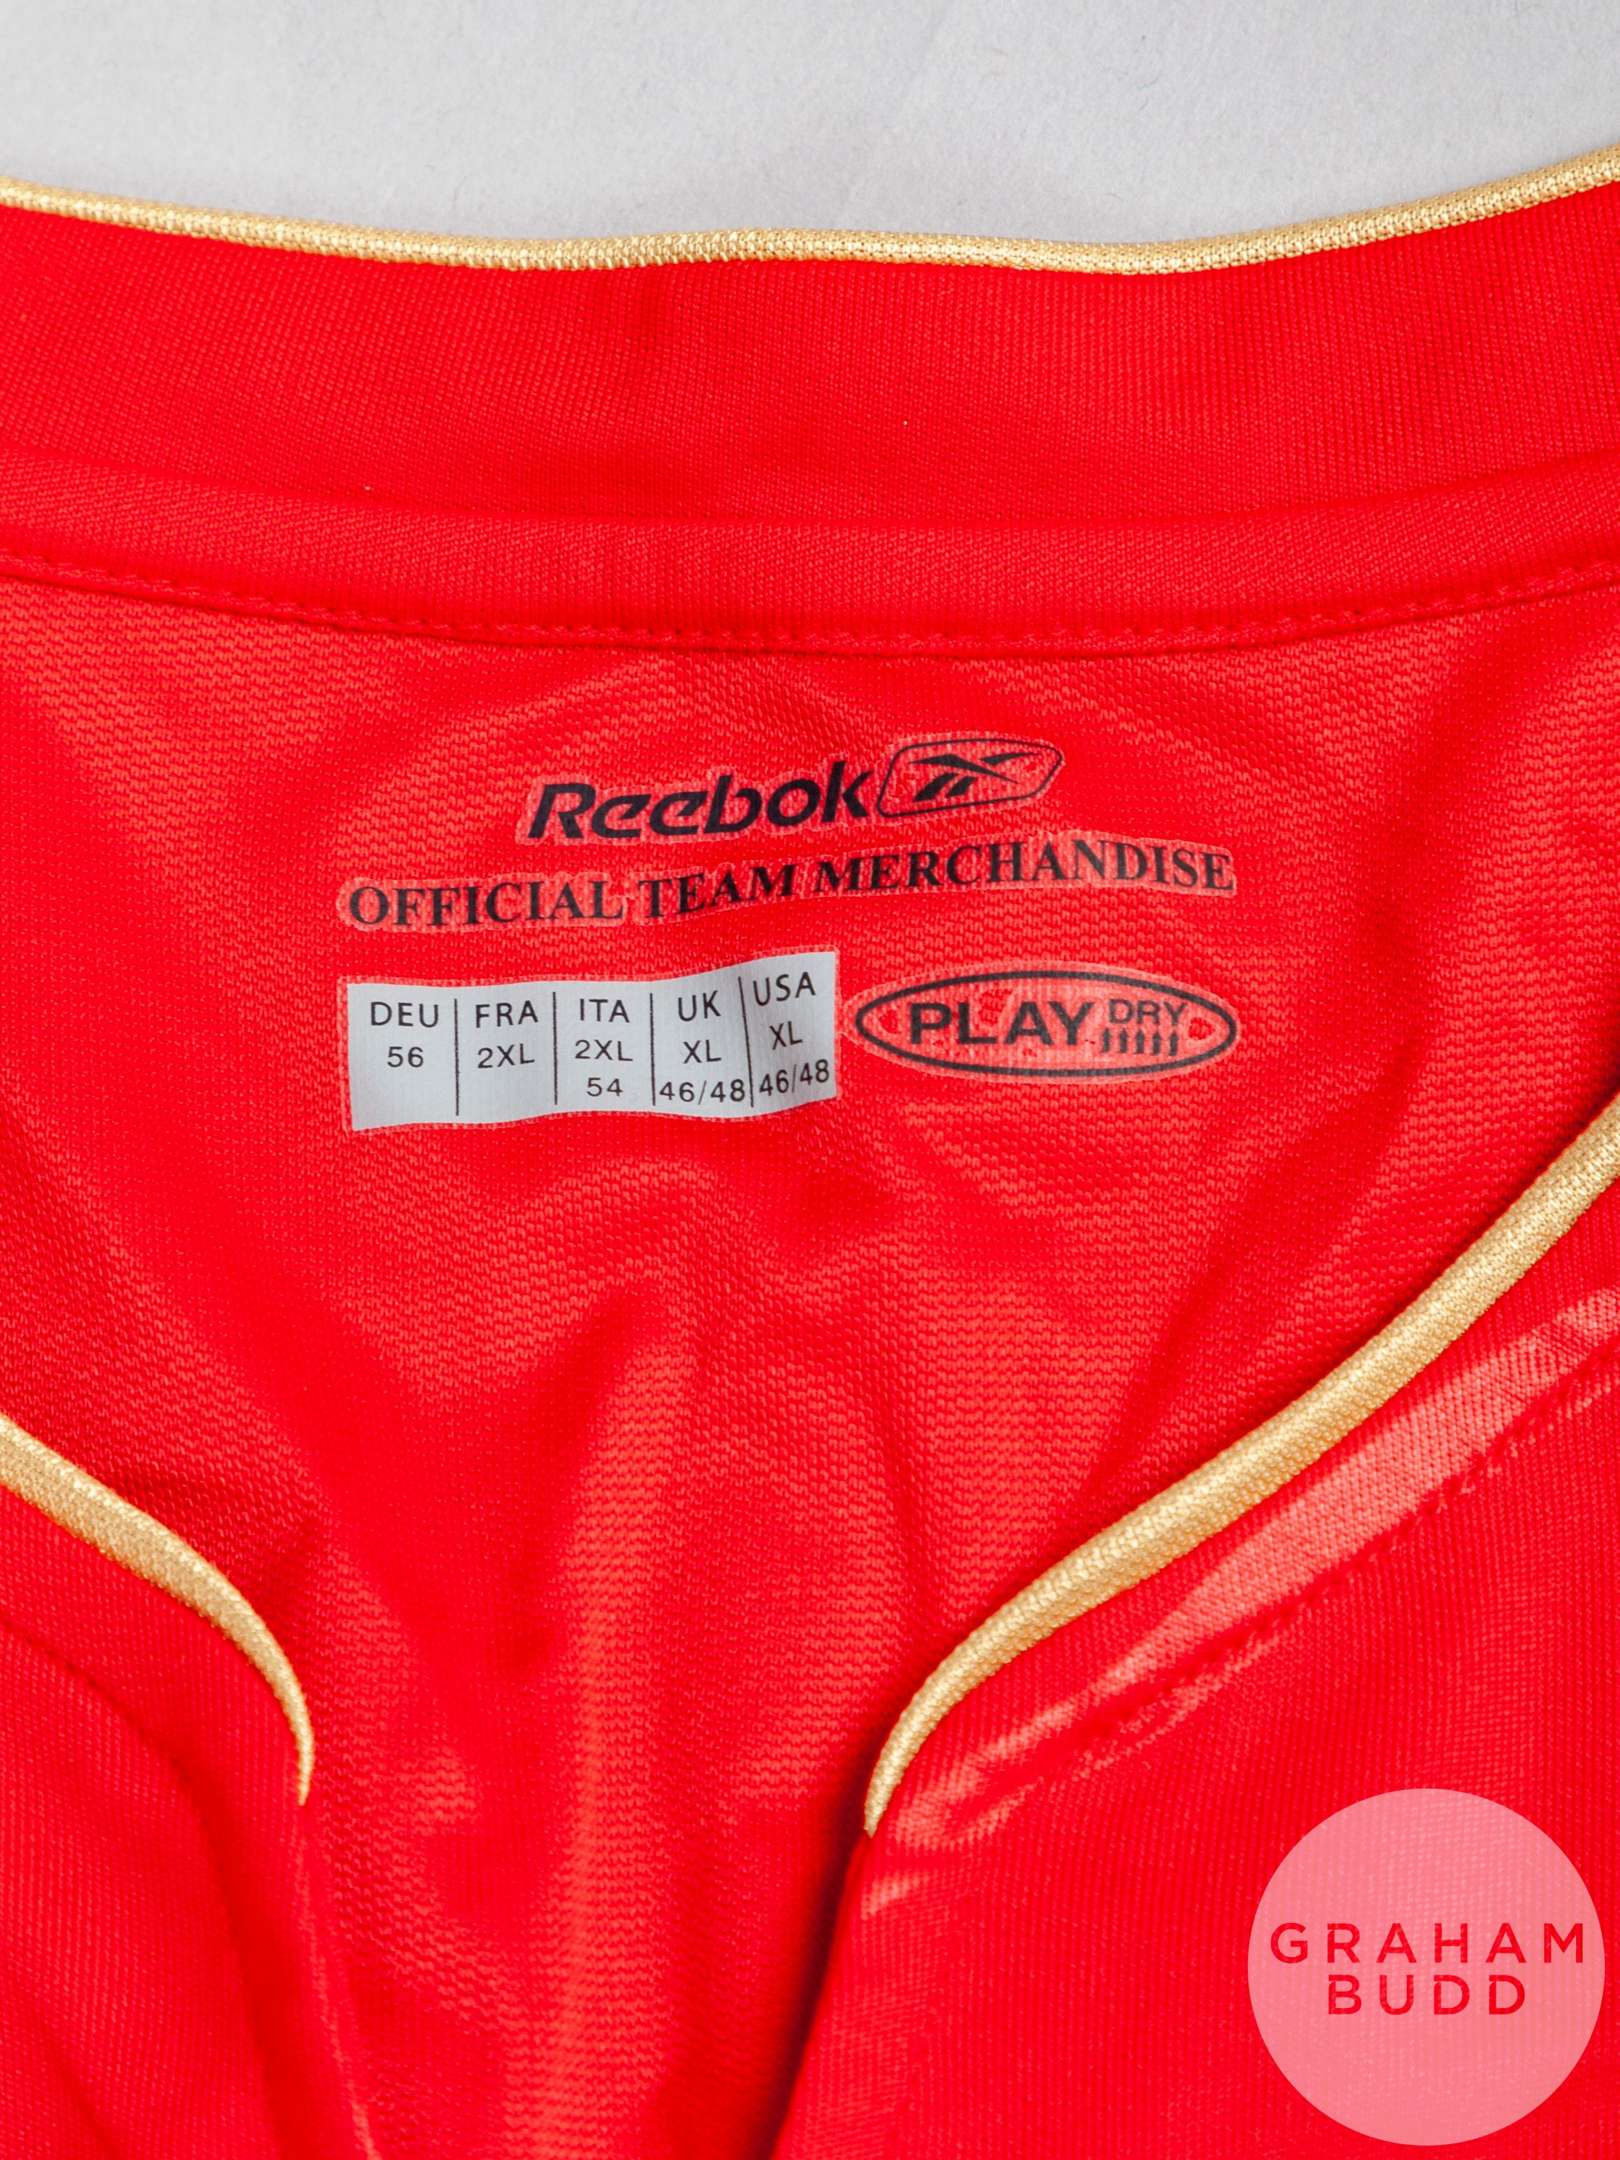 Reebok
OFFICIAL TEAM MERCHANDISE
DEU FRA ITA UK USA
56 2XL 2XL XL XL
54 46/48 46/48
PLAY DRY
GRAHAM
BUDD